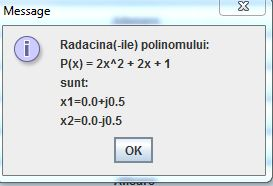 Message
Radacina(-ile) polinomului:
P(x) = 2x^2 + 2x + 1
sunt:
x1=0.0+j0.5
x2=0.0-j0.5
OK